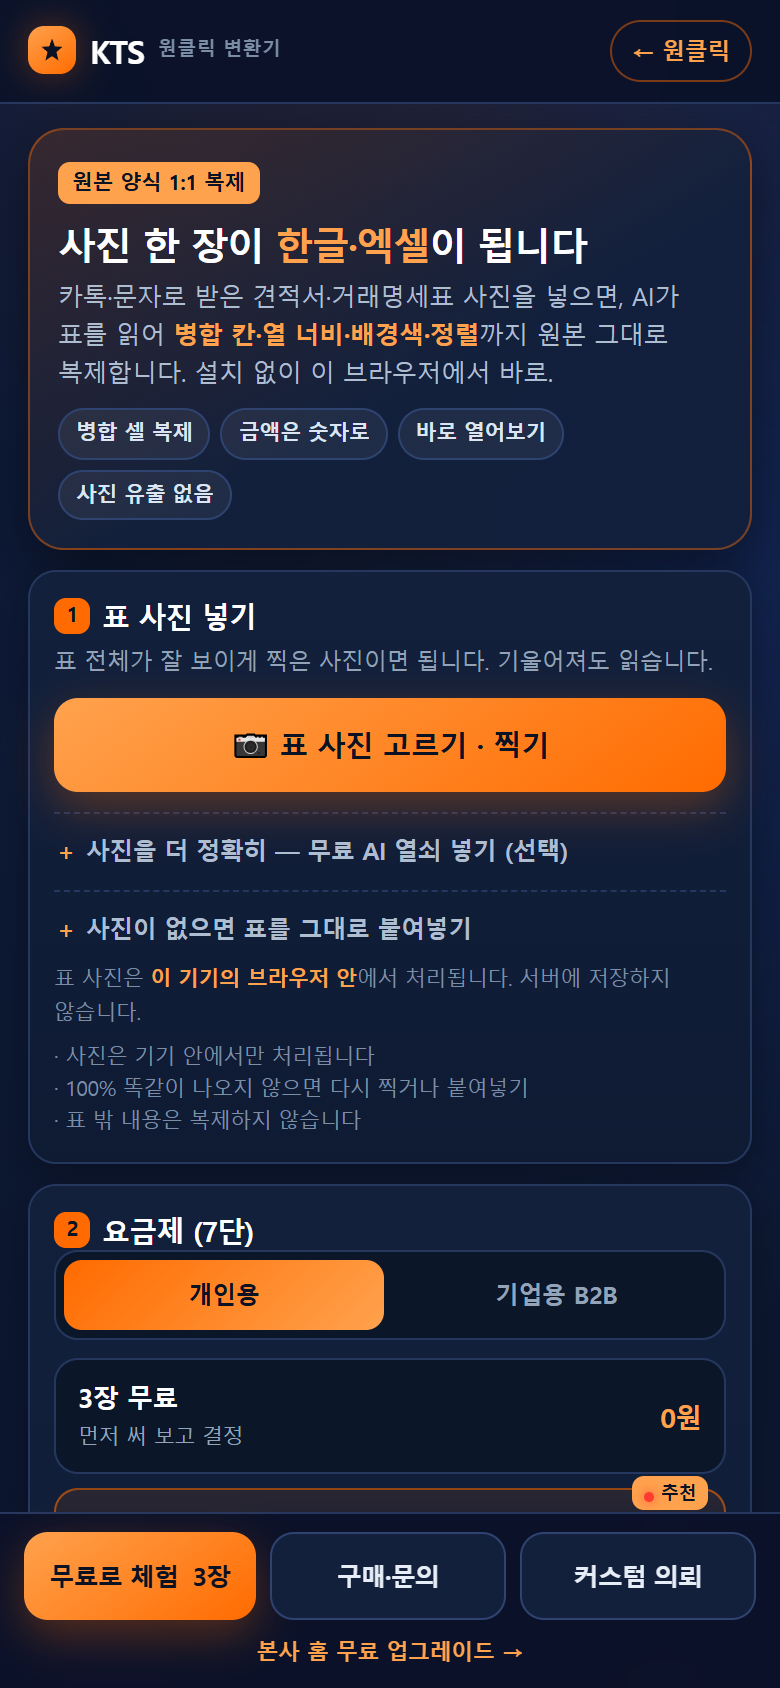 KTS 원클릭 변환기
← 원클릭
원본 양식 1:1 복제
사진 한 장이 한글·엑셀이 됩니다
카톡·문자로 받은 견적서·거래명세표 사진을 넣으면, AI가
표를 읽어 병합 칸·열 너비·배경색·정렬까지 원본 그대로
복제합니다. 설치 없이 이 브라우저에서 바로.
병합 셀 복제
금액은 숫자로
바로 열어보기
사진 유출 없음
1 표 사진 넣기
표 전체가 잘 보이게 찍은 사진이면 됩니다. 기울어져도 읽습니다.
📷 표 사진 고르기 · 찍기
+ 사진을 더 정확히 — 무료 AI 열쇠 넣기 (선택)
+ 사진이 없으면 표를 그대로 붙여넣기
표 사진은 이 기기의 브라우저 안에서 처리됩니다. 서버에 저장하지
않습니다.
· 사진은 기기 안에서만 처리됩니다
· 100% 똑같이 나오지 않으면 다시 찍거나 붙여넣기
· 표 밖 내용은 복제하지 않습니다
2 요금제 (7단)
개인용
기업용 B2B
3장 무료
먼저 써 보고 결정
0원
추천
무료로 체험 3장
구매·문의
커스텀 의뢰
본사 홈 무료 업그레이드 →